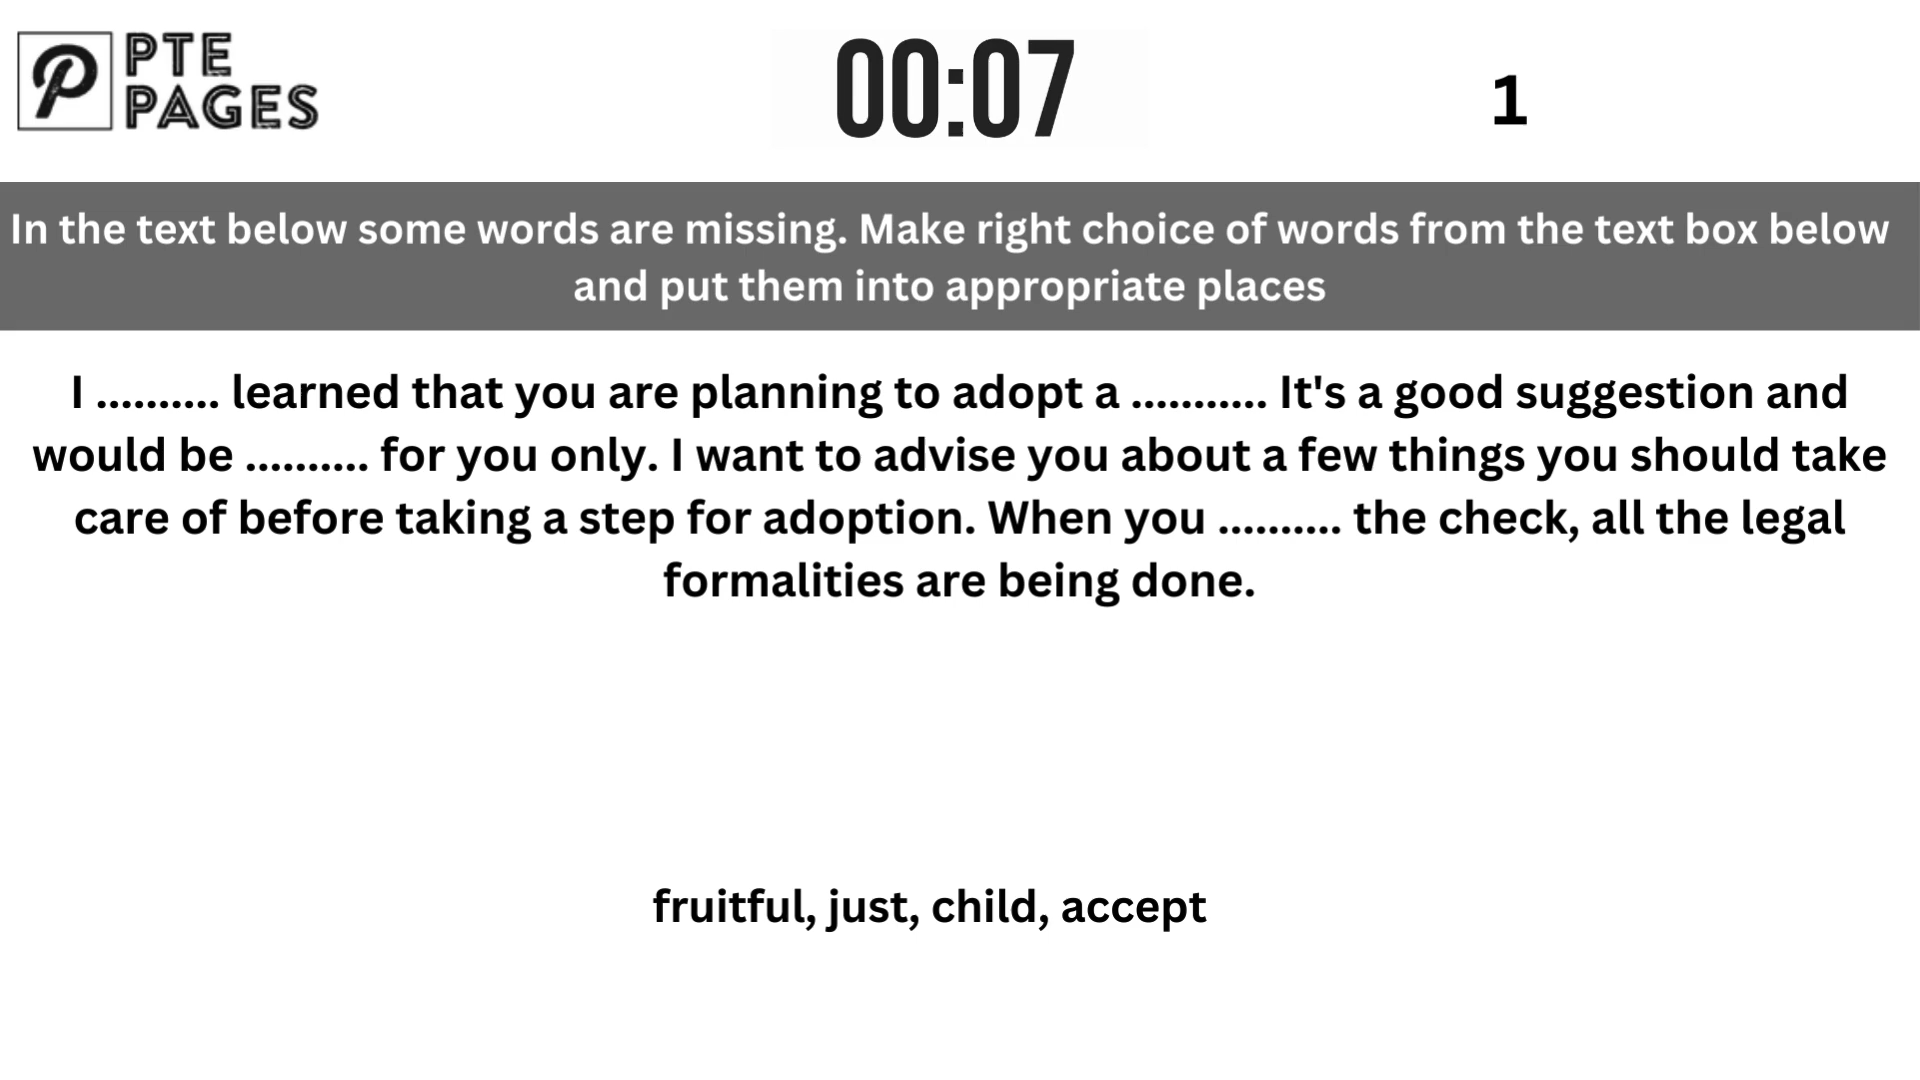 PTE
PAGES
00:07
1
In the text below some words are missing. Make right choice of words from the text box below
and put them into appropriate places
I .......... learned that you are planning to adopt a ........... It's a good suggestion and
would be .......... for you only. I want to advise you about a few things you should take
care of before taking a step for adoption. When you .......... the check, all the legal
formalities are being done.
fruitful, just, child, accept